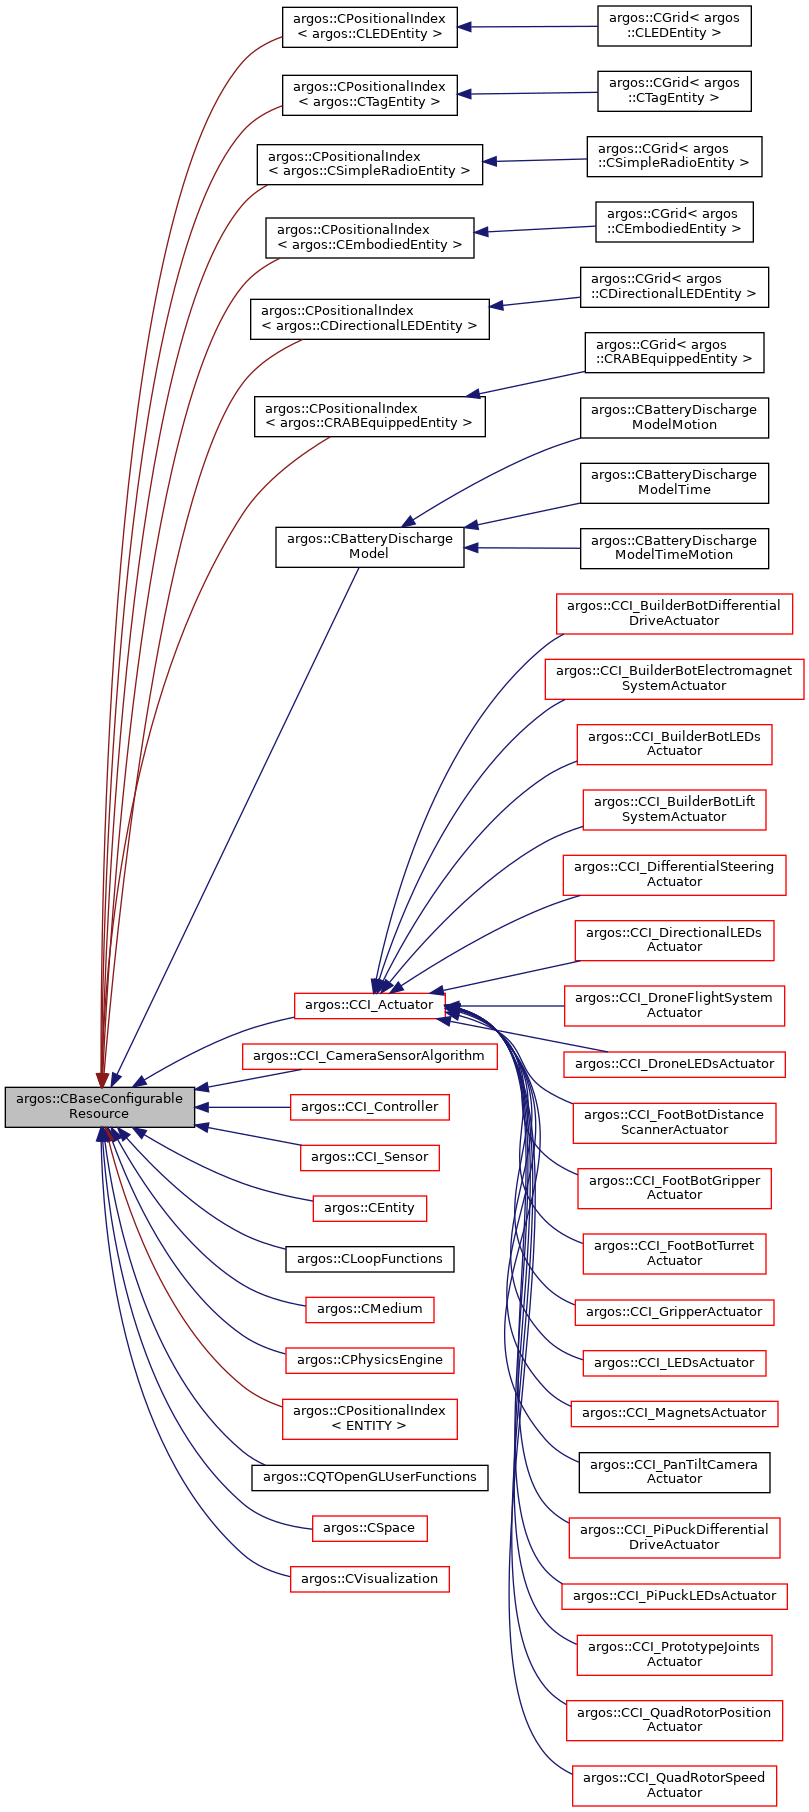 argos::CPositionalIndex
< argos::CLEDEntity >
argos::CGrid< argos
::CLEDEntity >
argos::CPositionalIndex
< argos::CTagEntity >
argos::CGrid< argos
::CTagEntity >
argos::CPositionalIndex
< argos::CSimpleRadioEntity >
argos::CGrid< argos
::CSimpleRadioEntity >
argos::CPositionalIndex
< argos::CEmbodiedEntity >
argos::CGrid< argos
::CEmbodiedEntity >
argos::CPositionalIndex
< argos::CDirectionalLEDEntity >
argos::CGrid< argos
::CDirectionalLEDEntity >
argos::CPositionalIndex
< argos::CRABEquippedEntity >
argos::CGrid< argos
::CRABEquippedEntity >
argos::CBatteryDischarge
Model
argos::CBatteryDischarge
ModelMotion
argos::CBatteryDischarge
ModelTime
argos::CBatteryDischarge
ModelTimeMotion
argos::CBaseConfigurable
Resource
argos::CCI_Actuator
argos::CCI_CameraSensorAlgorithm
argos::CCI_Controller
argos::CCI_Sensor
argos::CEntity
argos::CLoopFunctions
argos::CMedium
argos::CPhysicsEngine
argos::CPositionalIndex
< ENTITY >
argos::CQTOpenGLUserFunctions
argos::CSpace
argos::CVisualization
argos::CCI_BuilderBotDifferential
DriveActuator
argos::CCI_BuilderBotElectromagnet
SystemActuator
argos::CCI_BuilderBotLEDs
Actuator
argos::CCI_BuilderBotLift
SystemActuator
argos::CCI_DifferentialSteering
Actuator
argos::CCI_DirectionalLEDs
Actuator
argos::CCI_DroneFlightSystem
Actuator
argos::CCI_DroneLEDsActuator
argos::CCI_FootBotDistance
ScannerActuator
argos::CCI_FootBotGripper
Actuator
argos::CCI_FootBotTurret
Actuator
argos::CCI_GripperActuator
argos::CCI_LEDsActuator
argos::CCI_MagnetsActuator
argos::CCI_PanTiltCamera
Actuator
argos::CCI_PiPuckDifferential
DriveActuator
argos::CCI_PiPuckLEDsActuator
argos::CCI_PrototypeJoints
Actuator
argos::CCI_QuadRotorPosition
Actuator
argos::CCI_QuadRotorSpeed
Actuator